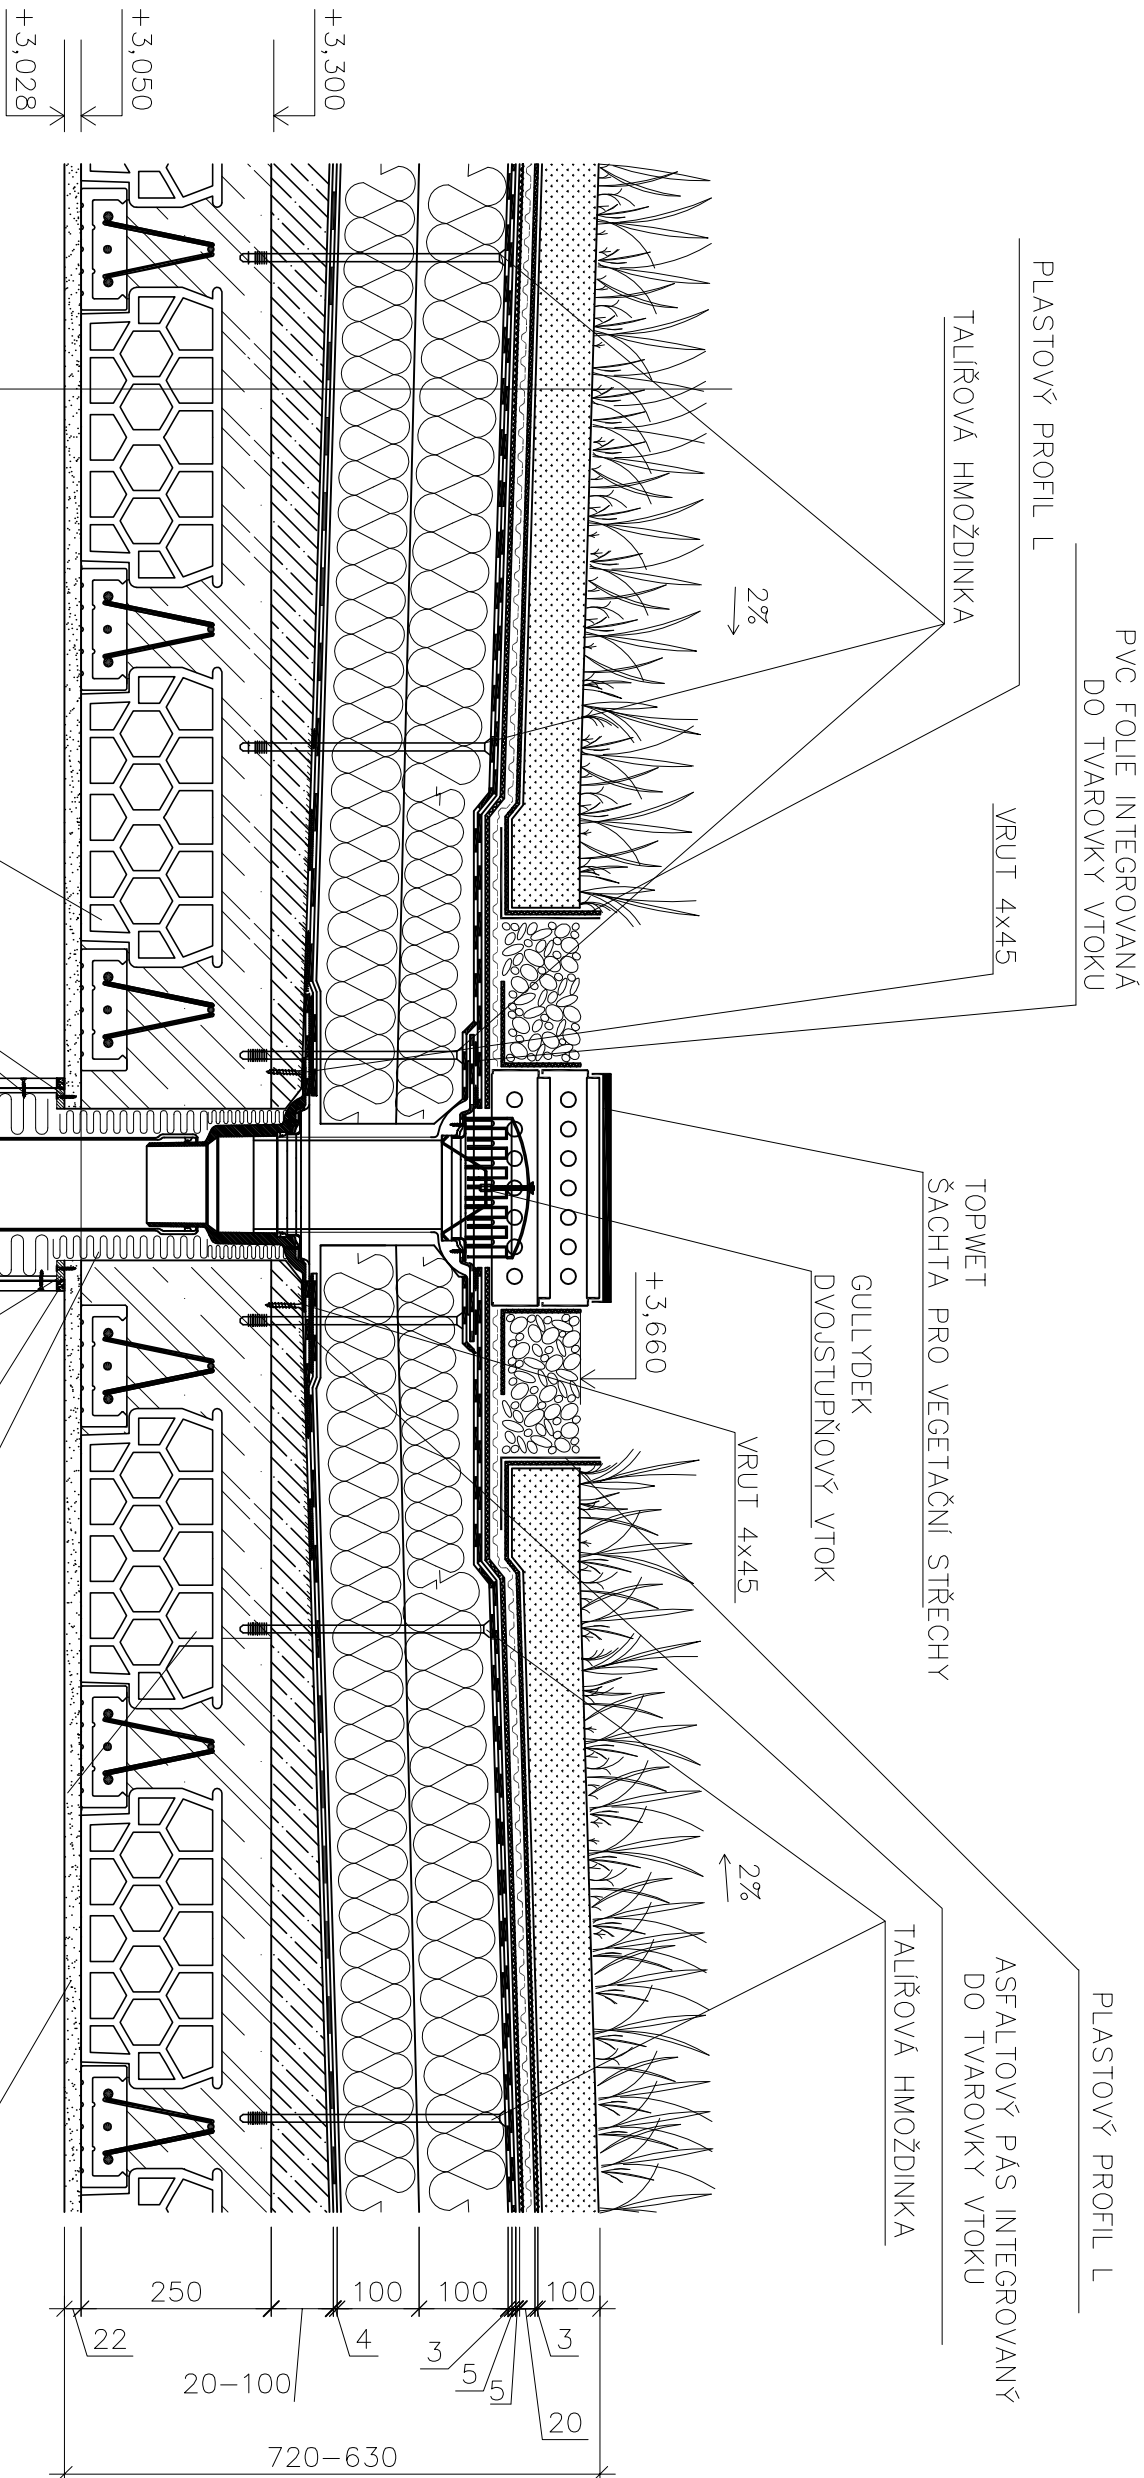 PVC FOLIE INTEGROVANÁ
DO TVAROVKY VTOKU
PLASTOVÝ PROFIL L
VRUT 4x45
TALÍŘOVÁ HMOŽDINKA
2%
TOPWET
ŠACHTA PRO VEGETAČNÍ STŘECHY
GULLYDEK
DVOJSTUPŇOVÝ VTOK
+3,660
VRUT 4x45
PLASTOVÝ PROFIL L
ASFALTOVÝ PÁS INTEGROVANÝ
DO TVAROVKY VTOKU
TALÍŘOVÁ HMOŽDINKA
2%
+3,300
+3,050
+3,028
100
3
20
5
5
3
100
100
4
20-100
250
22
720-630